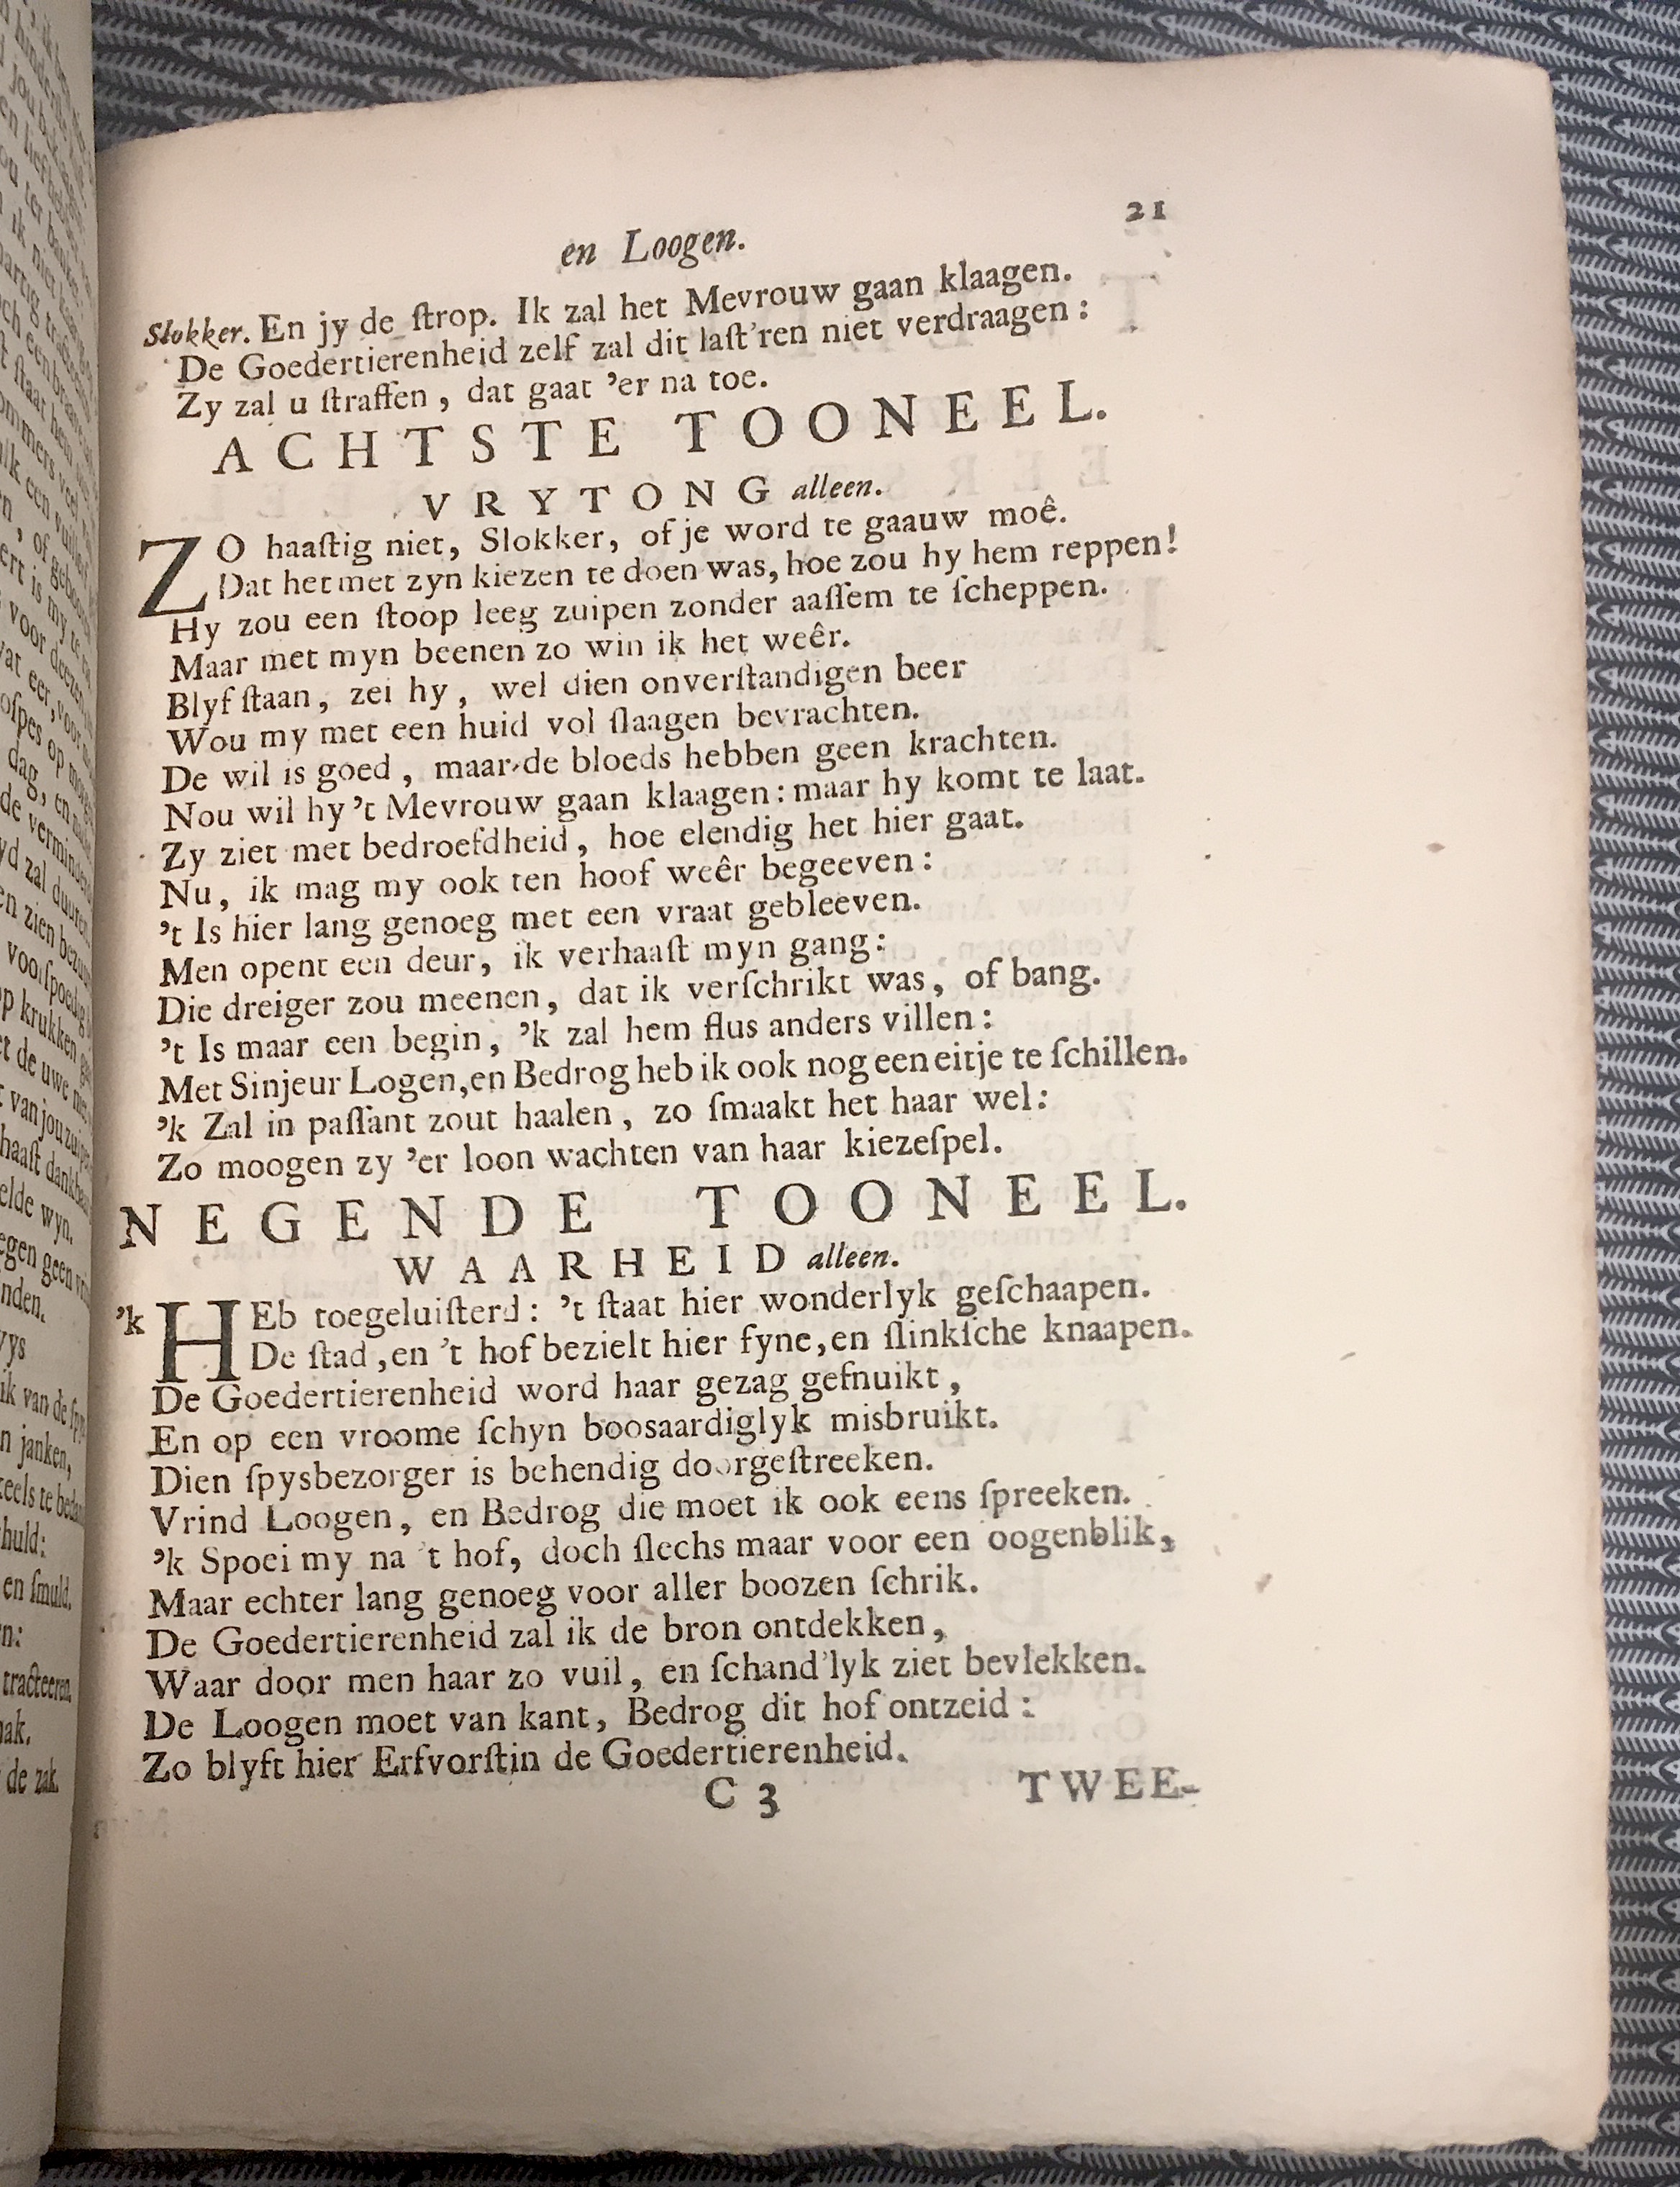 en Loogen. 21
Slokker. En jy de ſtrop. Ik zal het Mevrouw gaan klaagen.
De Goedertierenheid zelf zal dit laſt'ren niet verdraagen:
Zy zal u ſtraffen, dat gaat 'er na toe.
ACHTSTE TOONEEL.
VRYTONG alleen.
ZO haaſtig niet, Slokker, of je word te gaauw moê.
Dat het met zyn kiezen te doen was, hoe zou hy hem reppen!
Hy zou een ſtoop leeg zuipen zonder aaſſem te ſcheppen.
Maar met myn beenen zo win ik het weêr.
Blyf ſtaan, zei hy, wel dien onverſtandigen beer
Wou my met een huid vol ſlaagen bevrachten.
De wil is goed, maar de bloeds hebben geen krachten.
Nou wil hy 't Mevrouw gaan klaagen: maar hy komt te laat.
Zy ziet met bedroefdheid, hoe elendig het hier gaat.
Nu, ik mag my ook ten hoof weêr begeeven:
't Is hier lang genoeg met een vraat gebleeven.
Men opent een deur, ik verhaaſt myn gang:
Die dreiger zou meenen, dat ik verſchrikt was, of bang.
't Is maar een begin, 'k zal hem flus anders villen:
Met Sinjeur Logen, en Bedrog heb ik ook nog een eitje te ſchillen.
'k Zal in paſſant zout haalen, zo ſmaakt het haar wel:
Zo moogen zy 'er loon wachten van haar kiezeſpel.
NEGENDE TOONEEL.
WAARHEID alleen.
'k HEb toegeluiſterd: 't ſtaat hier wonderlyk geſchaapen.
De ſtad, en 't hof bezielt hier fyne, en ſlinkſche knaapen.
De Goedertierenheid word haar gezag gefnuikt,
En op een vroome ſchyn boosaardiglyk misbruikt.
Dien ſpysbezorger is behendig doorgeſtreeken.
Vrind Loogen, en Bedrog die moet ik ook eens ſpreeken.
'k Spoei my na 't hof, doch ſlechs maar voor een oogenblik,
Maar echter lang genoeg voor aller boozen ſchrik.
De Goedertierenheid zal ik de bron ontdekken,
Waar door men haar zo vuil, en ſchand'lyk ziet bevlekken.
De Loogen moet van kant, Bedrog dit hof ontzeid:
Zo blyft hier Erfvorſtin de Goedertierenheid.
C 3 TWEE-